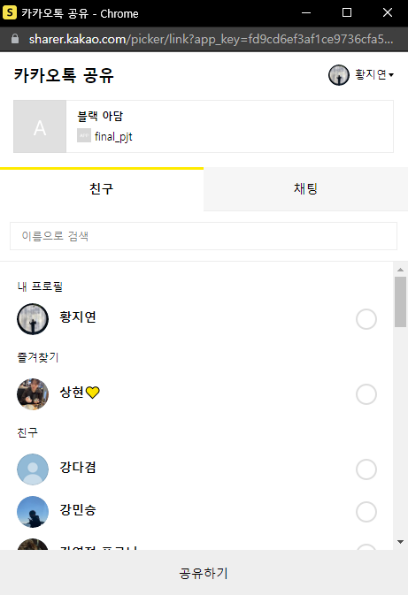 카카오톡 공유 - Chrome
sharer.kakao.com/picker/link?app_key=fd9cd6ef3af1ce9736cfa5...
카카오톡 공유
황지연
A
블랙 아담
final_pjt
친구
채팅
이름으로 검색
내 프로필
황지연
즐겨찾기
상현💛
친구
강다겸
강민승
공유하기